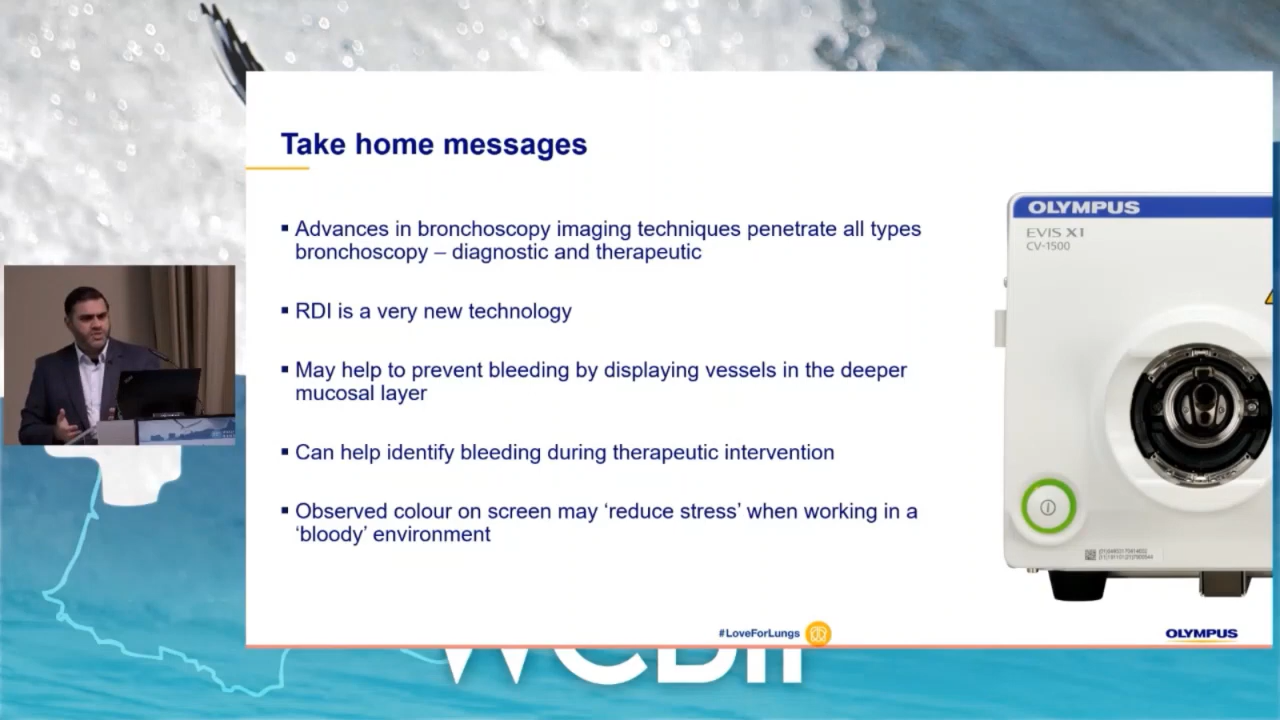 Take home messages
▪ Advances in bronchoscopy imaging techniques penetrate all types
bronchoscopy – diagnostic and therapeutic
▪ RDI is a very new technology
▪ May help to prevent bleeding by displaying vessels in the deeper
mucosal layer
▪ Can help identify bleeding during therapeutic intervention
▪ Observed colour on screen may ‘reduce stress’ when working in a
‘bloody’ environment
OLYMPUS
EVIS X1
CV-1500
#LoveForLungs
OLYMPUS